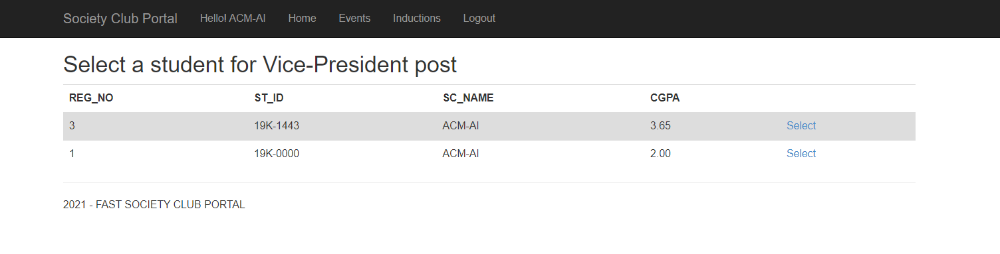 Society Club Portal Hello! ACM-AI Home Events Inductions Logout
Select a student for Vice-President post
REG_NO ST_ID SC_NAME CGPA
3 19K-1443 ACM-AI 3.65 Select
1 19K-0000 ACM-AI 2.00 Select
2021 - FAST SOCIETY CLUB PORTAL